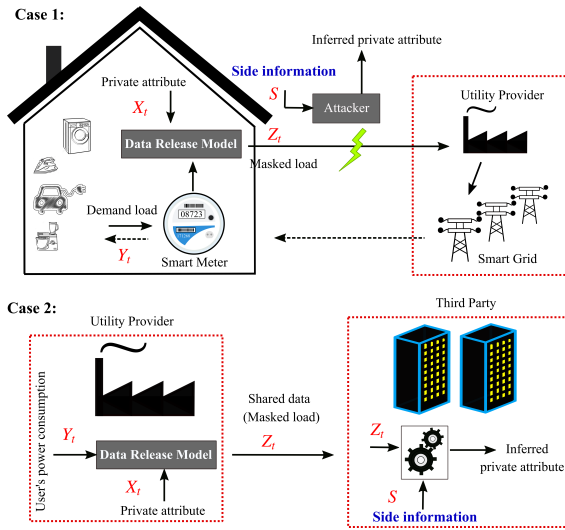 Case 1:
Inferred private attribute
Side information
Private attribute
X_t
S
Attacker
Utility Provider
Data Release Model
Z_t
Masked load
Demand load
08723
Y_t
Smart Meter
Smart Grid
Case 2:
Third Party
Utility Provider
User's power consumption
Shared data
(Masked load)
Y_t
Data Release Model
Z_t
Z_t
Inferred
private attribute
X_t
S
Private attribute
Side information